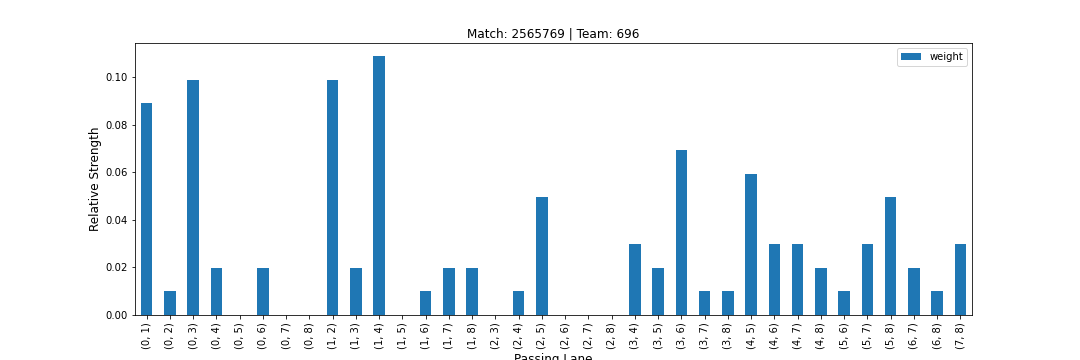 Match: 2565769 | Team: 696
weight
Relative Strength
0.10
0.08
0.06
0.04
0.02
0.00
(0, 1) (0, 2) (0, 3) (0, 4) (0, 5) (0, 6) (0, 7) (0, 8) (1, 2) (1, 3) (1, 4) (1, 5) (1, 6) (1, 7) (1, 8) (2, 3) (2, 4) (2, 5) (2, 6) (2, 7) (2, 8) (3, 4) (3, 5) (3, 6) (3, 7) (3, 8) (4, 5) (4, 6) (4, 7) (4, 8) (5, 6) (5, 7) (5, 8) (6, 7) (6, 8) (7, 8)
Passing Lane